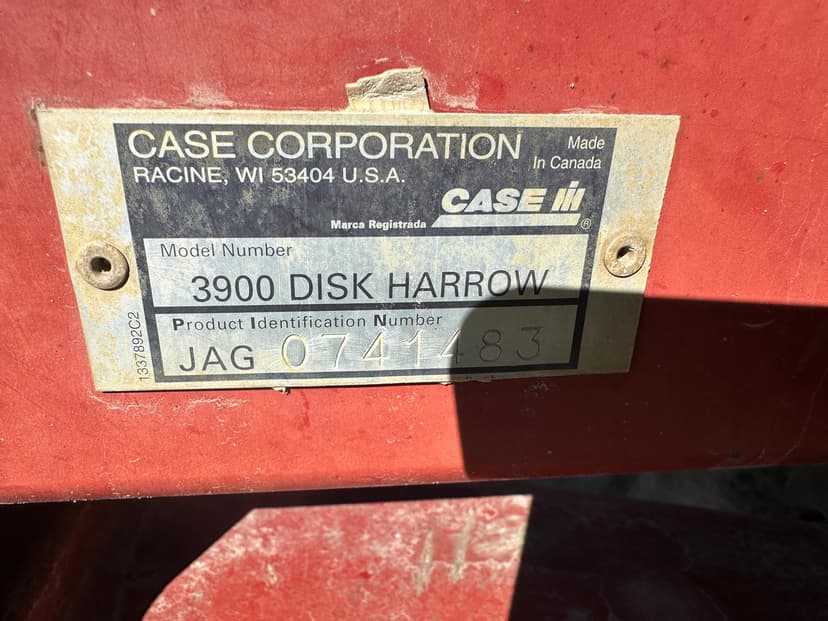 CASE CORPORATION
Made
In Canada
RACINE, WI 53404 U.S.A.
CASE IH
Marca Registrada
®
Model Number
3900 DISK HARROW
Product Identification Number
JAG 0741483
1337892C2